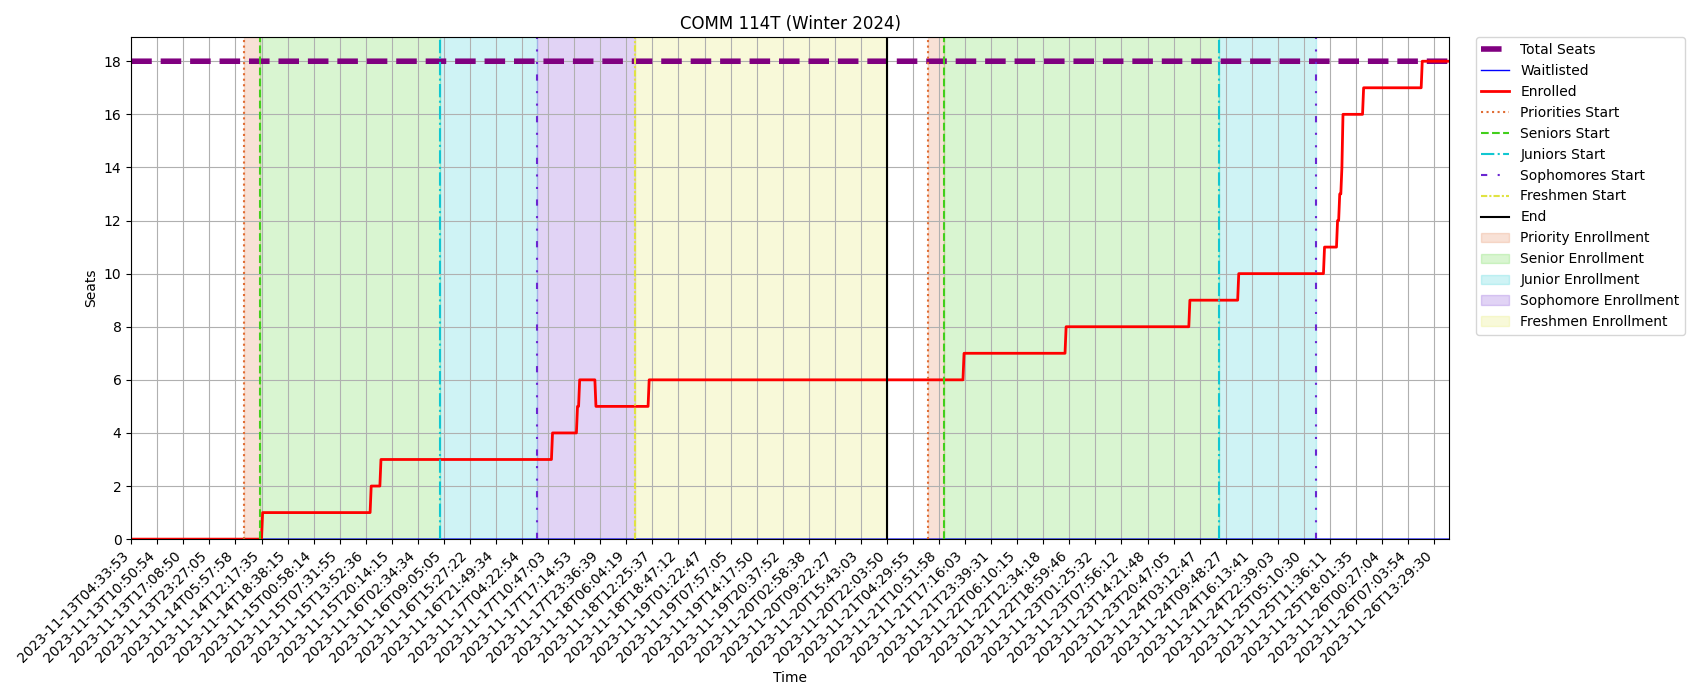 COMM 114T (Winter 2024)
Seats
18
16
14
12
10
8
6
4
2
0
2023-11-13T04:33:53
2023-11-13T10:50:54
2023-11-13T17:08:50
2023-11-13T23:27:05
2023-11-14T05:57:58
2023-11-14T12:17:35
2023-11-14T18:38:15
2023-11-15T00:58:14
2023-11-15T07:31:55
2023-11-15T13:52:36
2023-11-15T20:14:15
2023-11-16T02:34:34
2023-11-16T09:05:05
2023-11-16T15:27:22
2023-11-16T21:49:34
2023-11-17T04:22:54
2023-11-17T10:47:03
2023-11-17T17:14:53
2023-11-17T23:36:39
2023-11-18T06:04:19
2023-11-18T12:25:37
2023-11-18T18:47:12
2023-11-19T01:22:47
2023-11-19T07:57:05
2023-11-19T14:17:50
2023-11-19T20:37:52
2023-11-20T02:58:38
2023-11-20T09:22:27
2023-11-20T15:43:03
2023-11-20T22:03:50
2023-11-21T04:29:55
2023-11-21T10:51:58
2023-11-21T17:16:03
2023-11-21T23:39:31
2023-11-22T06:10:15
2023-11-22T12:34:18
2023-11-22T18:59:46
2023-11-23T01:25:32
2023-11-23T07:56:12
2023-11-23T14:21:48
2023-11-23T20:47:05
2023-11-24T03:12:47
2023-11-24T09:48:27
2023-11-24T16:13:41
2023-11-24T22:39:03
2023-11-25T05:10:30
2023-11-25T11:36:11
2023-11-25T18:01:35
2023-11-26T00:27:04
2023-11-26T07:03:54
2023-11-26T13:29:30
Time
Total Seats
Waitlisted
Enrolled
Priorities Start
Seniors Start
Juniors Start
Sophomores Start
Freshmen Start
End
Priority Enrollment
Senior Enrollment
Junior Enrollment
Sophomore Enrollment
Freshmen Enrollment